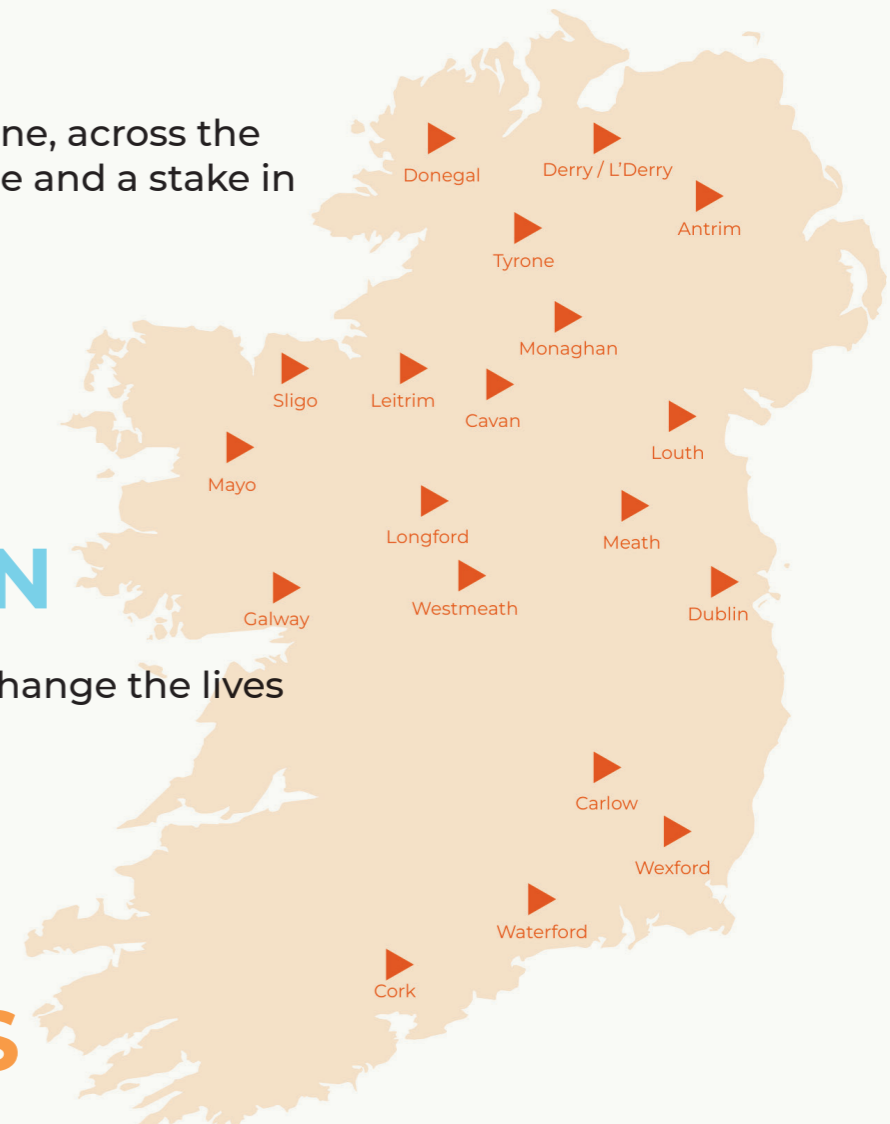 ne, across the
e and a stake in
Donegal
Derry / L'Derry
Antrim
Tyrone
Monaghan
Sligo
Leitrim
Cavan
Louth
Mayo
Longford
Meath
N
Galway
Westmeath
Dublin
hange the lives
Carlow
Wexford
Waterford
Cork
S